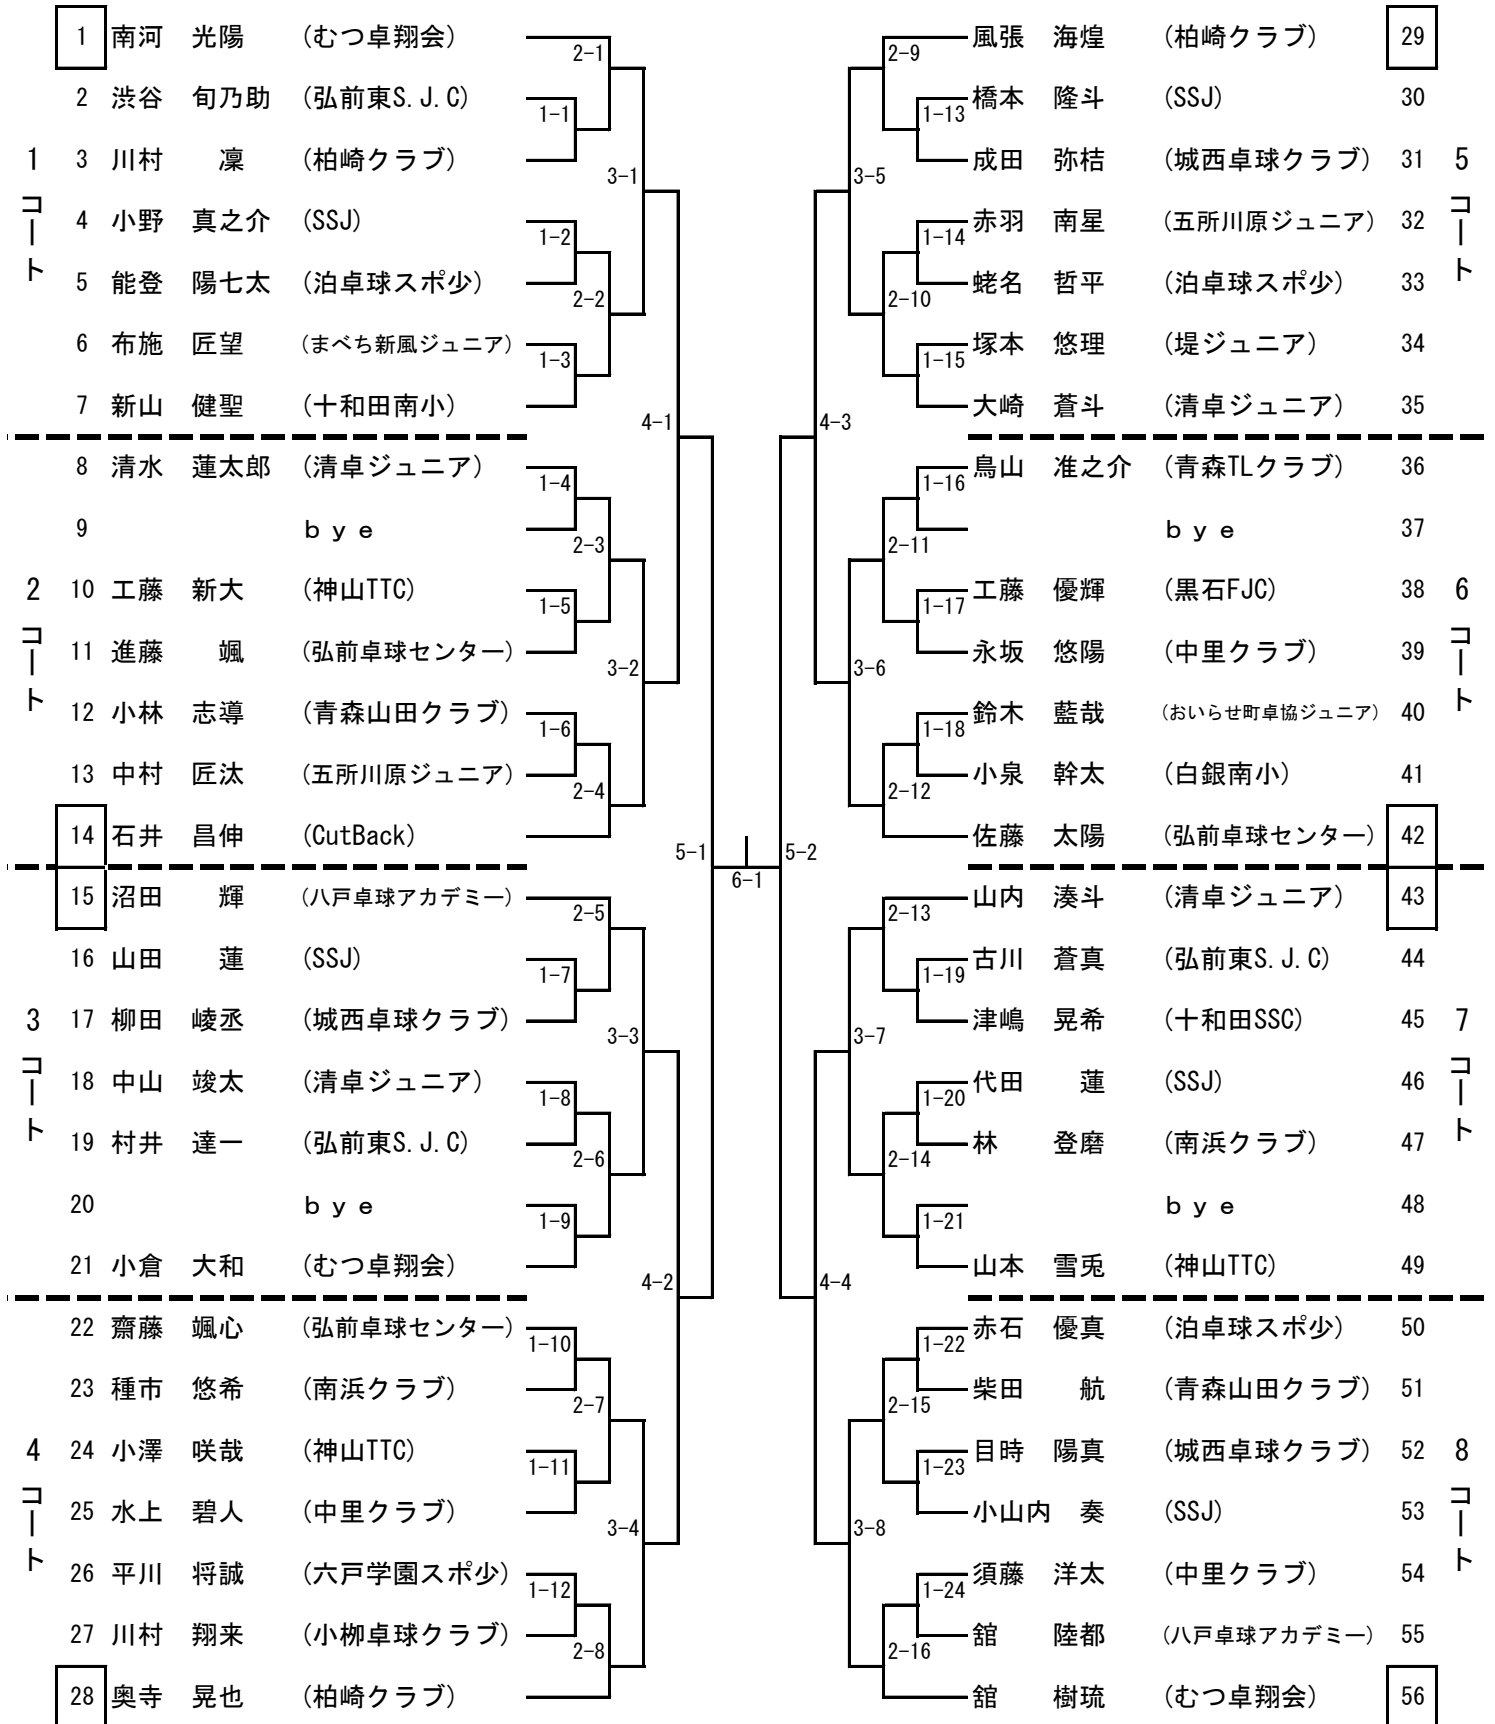 1 南河 光陽 (むつ卓翔会)
2-1
2 渋谷 旬乃助 (弘前東S.J.C)
1-1
3 川村 凜 (柏崎クラブ)
3-1
4 小野 真之介 (SSJ)
1-2
5 能登 陽七太 (泊卓球スポ少)
2-2
6 布施 匠望 (まべち新風ジュニア)
1-3
7 新山 健聖 (十和田南小)
1コート
4-1
8 清水 蓮太郎 (清卓ジュニア)
1-4
9 bye
2-3
10 工藤 新大 (神山TTC)
1-5
11 進藤 颯 (弘前卓球センター)
3-2
12 小林 志導 (青森山田クラブ)
1-6
13 中村 匠汰 (五所川原ジュニア)
2-4
14 石井 昌伸 (CutBack)
2コート
5-1
15 沼田 輝 (八戸卓球アカデミー)
2-5
16 山田 蓮 (SSJ)
1-7
17 柳田 崚丞 (城西卓球クラブ)
3-3
18 中山 竣太 (清卓ジュニア)
1-8
19 村井 達一 (弘前東S.J.C)
2-6
20 bye
1-9
21 小倉 大和 (むつ卓翔会)
3コート
4-2
22 齋藤 颯心 (弘前卓球センター)
1-10
23 種市 悠希 (南浜クラブ)
2-7
24 小澤 咲哉 (神山TTC)
1-11
25 水上 碧人 (中里クラブ)
3-4
26 平川 将誠 (六戸学園スポ少)
1-12
27 川村 翔来 (小柳卓球クラブ)
2-8
28 奥寺 晃也 (柏崎クラブ)
4コート
6-1
風張 海煌 (柏崎クラブ) 29
2-9
橋本 隆斗 (SSJ) 30
1-13
成田 弥桔 (城西卓球クラブ) 31
3-5
赤羽 南星 (五所川原ジュニア) 32
1-14
蛯名 哲平 (泊卓球スポ少) 33
2-10
塚本 悠理 (堤ジュニア) 34
1-15
大崎 蒼斗 (清卓ジュニア) 35
5コート
4-3
鳥山 准之介 (青森TLクラブ) 36
1-16
bye 37
2-11
工藤 優輝 (黒石FJC) 38
1-17
永坂 悠陽 (中里クラブ) 39
3-6
鈴木 藍哉 (おいらせ町卓協ジュニア) 40
1-18
小泉 幹太 (白銀南小) 41
2-12
佐藤 太陽 (弘前卓球センター) 42
6コート
5-2
山内 湊斗 (清卓ジュニア) 43
2-13
古川 蒼真 (弘前東S.J.C) 44
1-19
津嶋 晃希 (十和田SSC) 45
3-7
代田 蓮 (SSJ) 46
1-20
林 登磨 (南浜クラブ) 47
2-14
bye 48
1-21
山本 雪兎 (神山TTC) 49
7コート
4-4
赤石 優真 (泊卓球スポ少) 50
1-22
柴田 航 (青森山田クラブ) 51
2-15
目時 陽真 (城西卓球クラブ) 52
1-23
小山内 奏 (SSJ) 53
3-8
須藤 洋太 (中里クラブ) 54
1-24
舘 陸都 (八戸卓球アカデミー) 55
2-16
舘 樹琉 (むつ卓翔会) 56
8コート